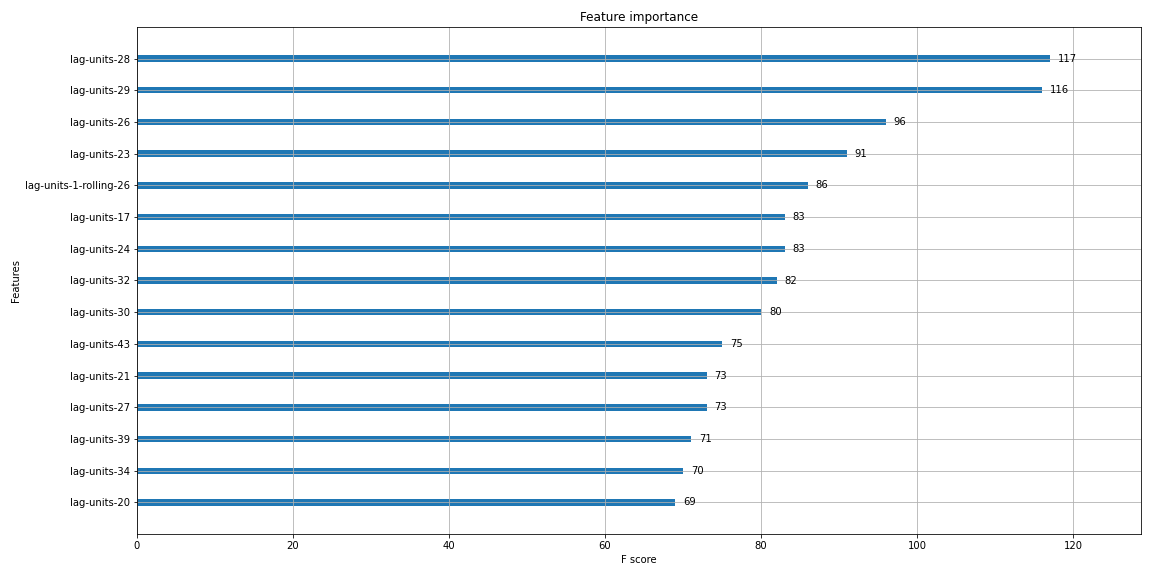 Feature importance
lag-units-28 117
lag-units-29 116
lag-units-26 96
lag-units-23 91
lag-units-1-rolling-26 86
lag-units-17 83
lag-units-24 83
lag-units-32 82
lag-units-30 80
lag-units-43 75
lag-units-21 73
lag-units-27 73
lag-units-39 71
lag-units-34 70
lag-units-20 69
Features
0 20 40 60 80 100 120
F score